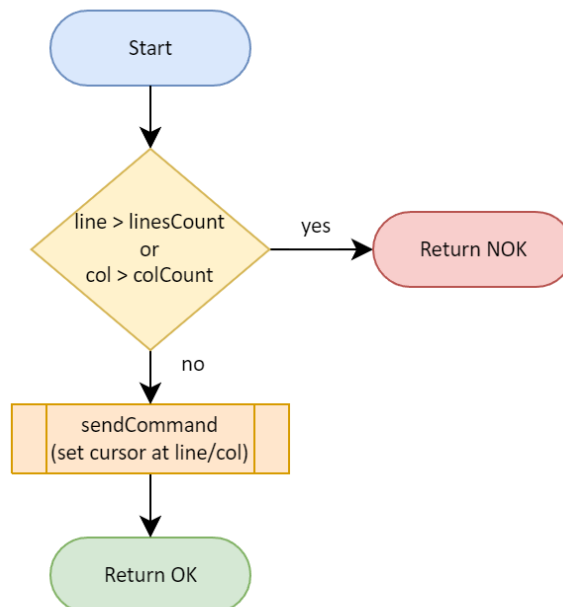 Start
line > linesCount
or
col > colCount
yes
Return NOK
no
sendCommand
(set cursor at line/col)
Return OK